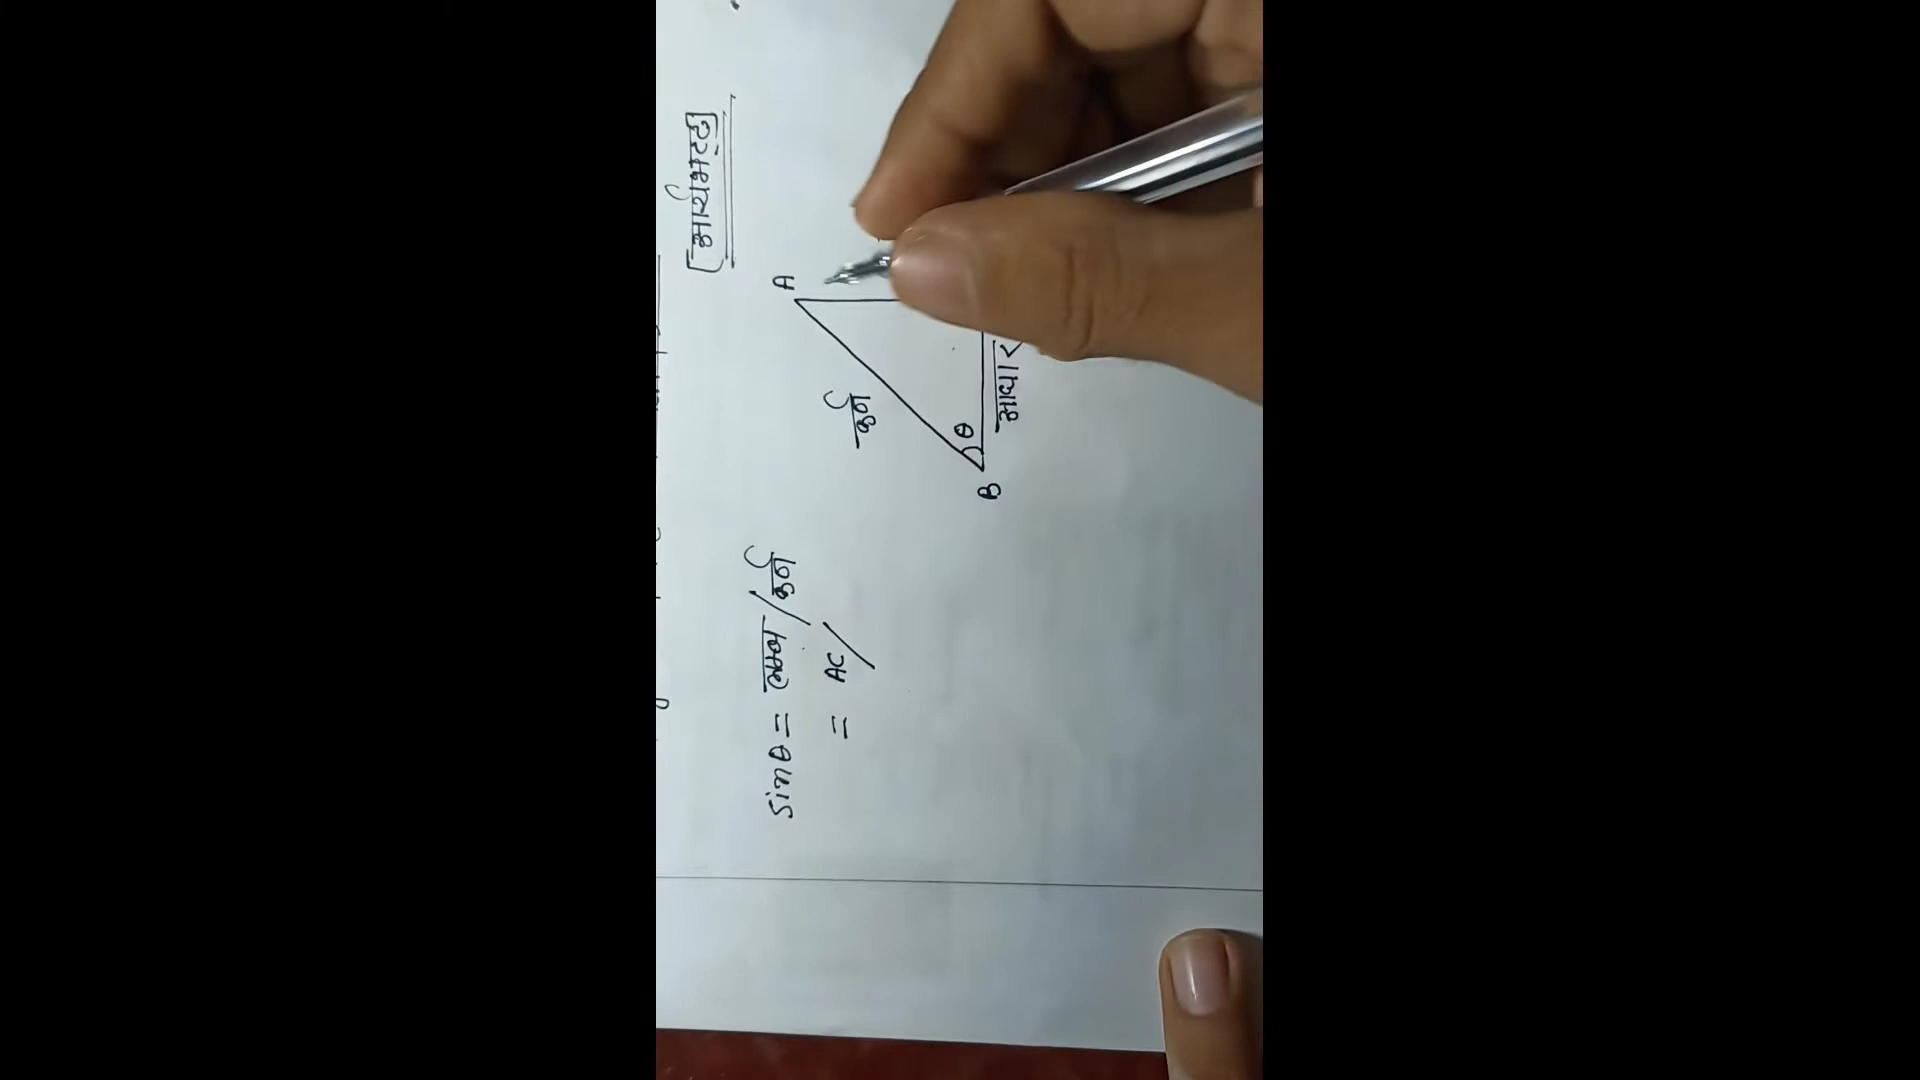 [आर्यभट्ट]
A
कर्ण
θ
B
आधार
sinθ = लम्ब / कर्ण
= AC /